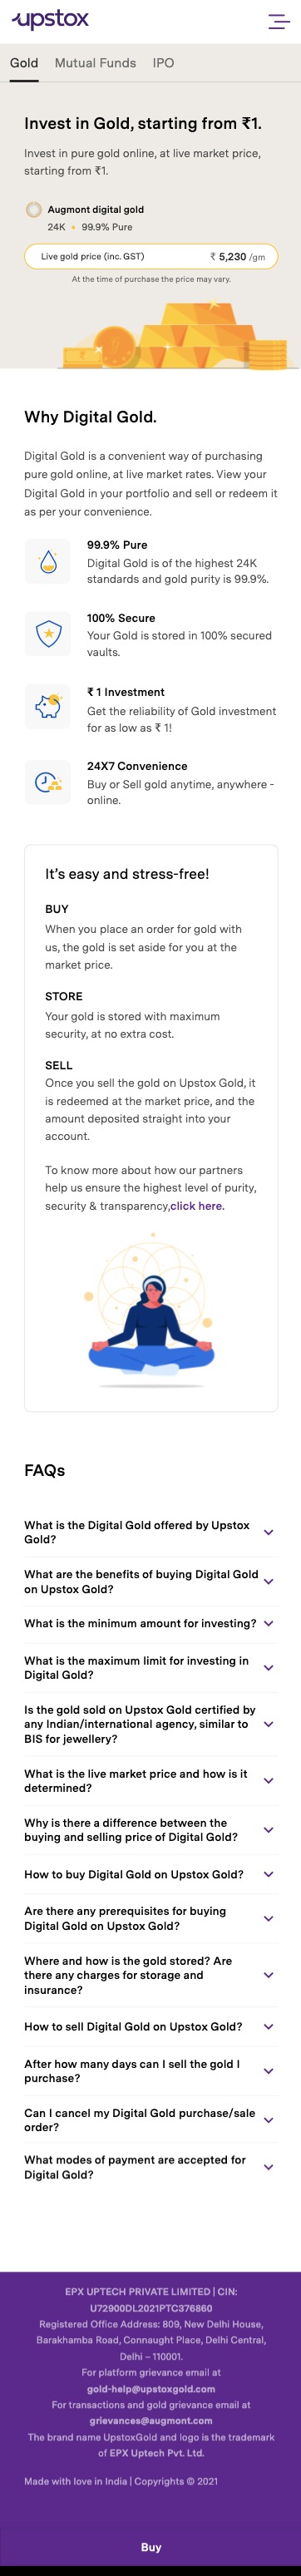 upstox
Gold Mutual Funds IPO
Invest in Gold, starting from ₹1.
Invest in pure gold online, at live market price,
starting from ₹1.
Augmont digital gold
24K • 99.9% Pure
Live gold price (inc. GST) ₹ 5,230 /gm
At the time of purchase the price may vary.
Why Digital Gold.
Digital Gold is a convenient way of purchasing
pure gold online, at live market rates. View your
Digital Gold in your portfolio and sell or redeem it
as per your convenience.
99.9% Pure
Digital Gold is of the highest 24K
standards and gold purity is 99.9%.
100% Secure
Your Gold is stored in 100% secured
vaults.
₹ 1 Investment
Get the reliability of Gold investment
for as low as ₹ 1!
24X7 Convenience
Buy or Sell gold anytime, anywhere -
online.
It's easy and stress-free!
BUY
When you place an order for gold with
us, the gold is set aside for you at the
market price.
STORE
Your gold is stored with maximum
security, at no extra cost.
SELL
Once you sell the gold on Upstox Gold, it
is redeemed at the market price, and the
amount deposited straight into your
account.
To know more about how our partners
help us ensure the highest level of purity,
security & transparency,click here.
FAQs
What is the Digital Gold offered by Upstox
Gold?
What are the benefits of buying Digital Gold
on Upstox Gold?
What is the minimum amount for investing?
What is the maximum limit for investing in
Digital Gold?
Is the gold sold on Upstox Gold certified by
any Indian/international agency, similar to
BIS for jewellery?
What is the live market price and how is it
determined?
Why is there a difference between the
buying and selling price of Digital Gold?
How to buy Digital Gold on Upstox Gold?
Are there any prerequisites for buying
Digital Gold on Upstox Gold?
Where and how is the gold stored? Are
there any charges for storage and
insurance?
How to sell Digital Gold on Upstox Gold?
After how many days can I sell the gold I
purchase?
Can I cancel my Digital Gold purchase/sale
order?
What modes of payment are accepted for
Digital Gold?
EPX UPTECH PRIVATE LIMITED | CIN:
U72900DL2021PTC376860
Registered Office Address: 809, New Delhi House,
Barakhamba Road, Connaught Place, Delhi Central,
Delhi – 110001.
For platform grievance email at
gold-help@upstoxgold.com
For transactions and gold grievance email at
grievances@augmont.com
The brand name UpstoxGold and logo is the trademark
of EPX Uptech Pvt. Ltd.
Made with love in India | Copyrights © 2021
Buy